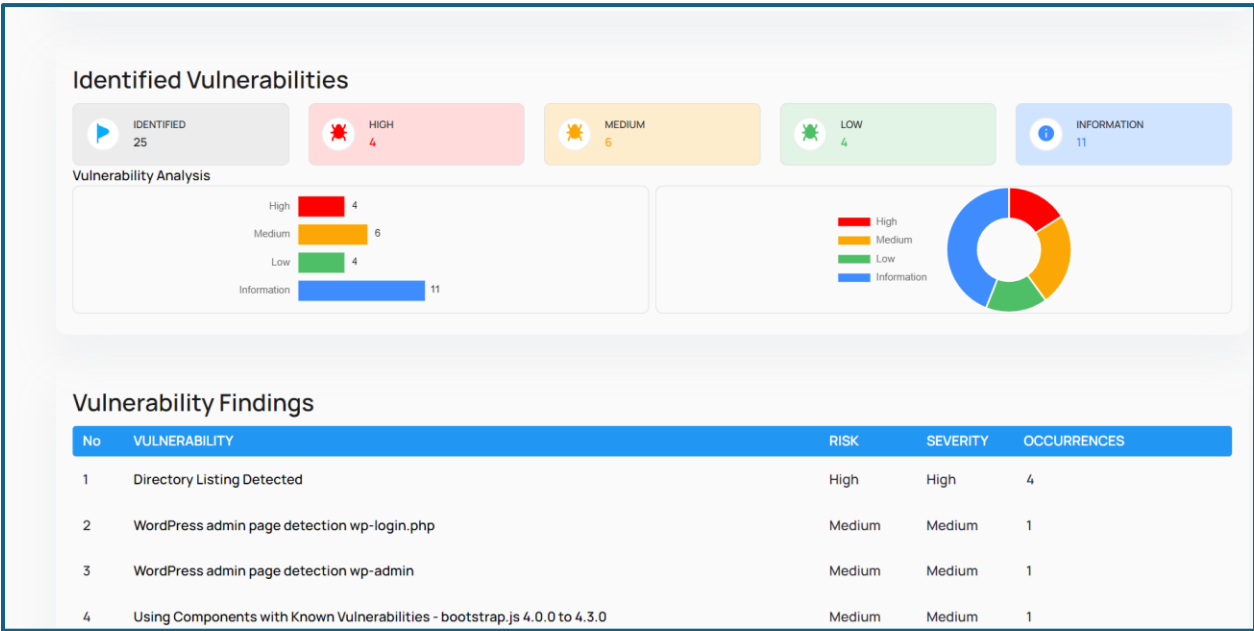 Identified Vulnerabilities
IDENTIFIED
25
HIGH
4
MEDIUM
6
LOW
4
INFORMATION
11
Vulnerability Analysis
High 4
Medium 6
Low 4
Information 11
High
Medium
Low
Information
Vulnerability Findings
No VULNERABILITY RISK SEVERITY OCCURRENCES
1 Directory Listing Detected High High 4
2 WordPress admin page detection wp-login.php Medium Medium 1
3 WordPress admin page detection wp-admin Medium Medium 1
4 Using Components with Known Vulnerabilities - bootstrap.js 4.0.0 to 4.3.0 Medium Medium 1